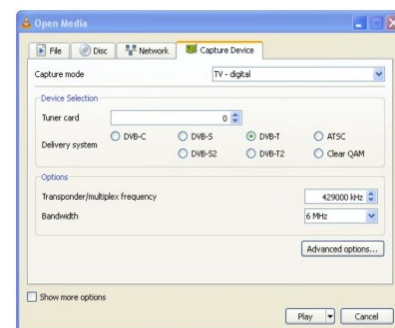 Open Media
File Disc Network Capture Device
Capture mode TV - digital
Device Selection
Tuner card 0
Delivery system DVB-C DVB-S DVB-T ATSC
DVB-S2 DVB-T2 Clear QAM
Options
Transponder/multiplex frequency 429000 kHz
Bandwidth 6 MHz
Advanced options...
Show more options
Play Cancel